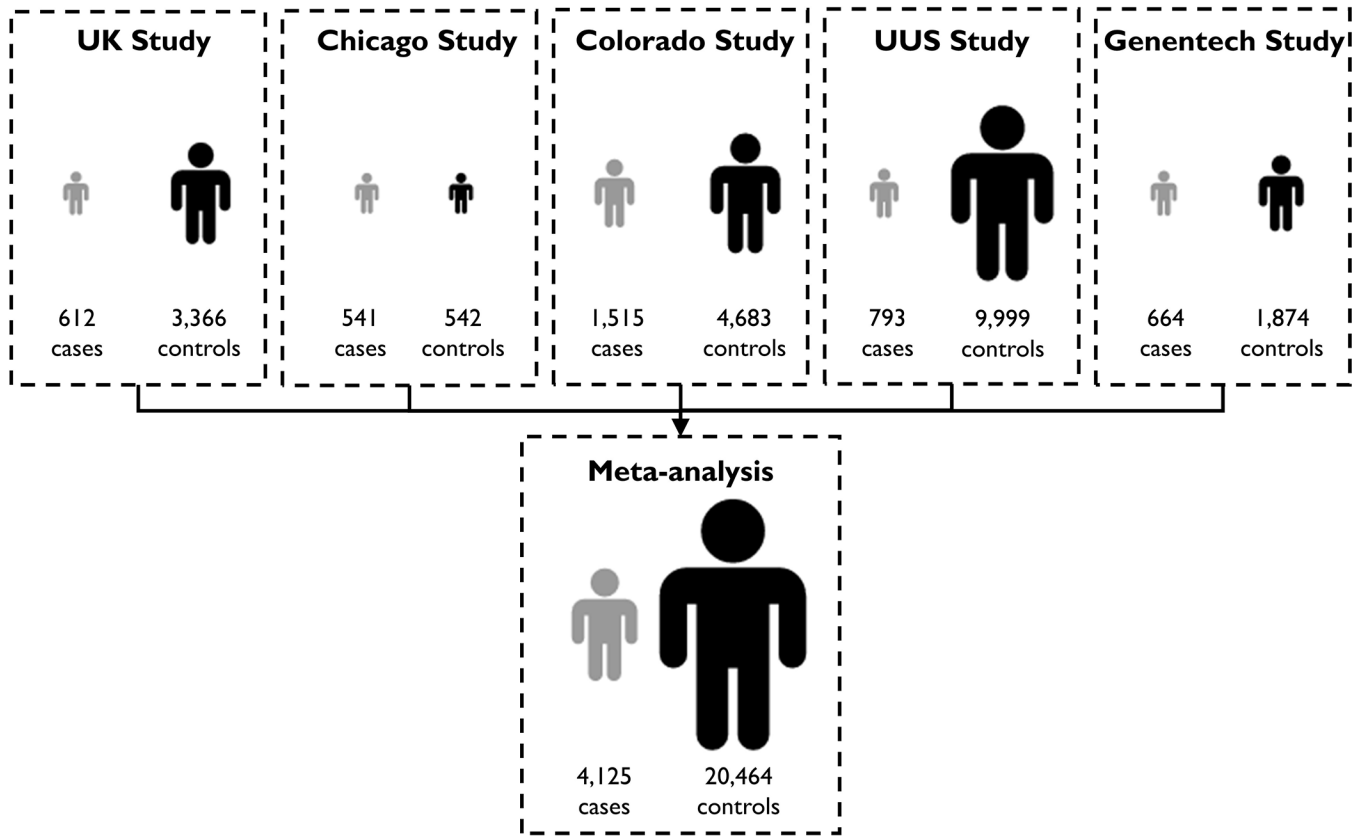 UK Study
612 3,366
cases controls
Chicago Study
541 542
cases controls
Colorado Study
1,515 4,683
cases controls
UUS Study
793 9,999
cases controls
Genentech Study
664 1,874
cases controls
Meta-analysis
4,125 20,464
cases controls